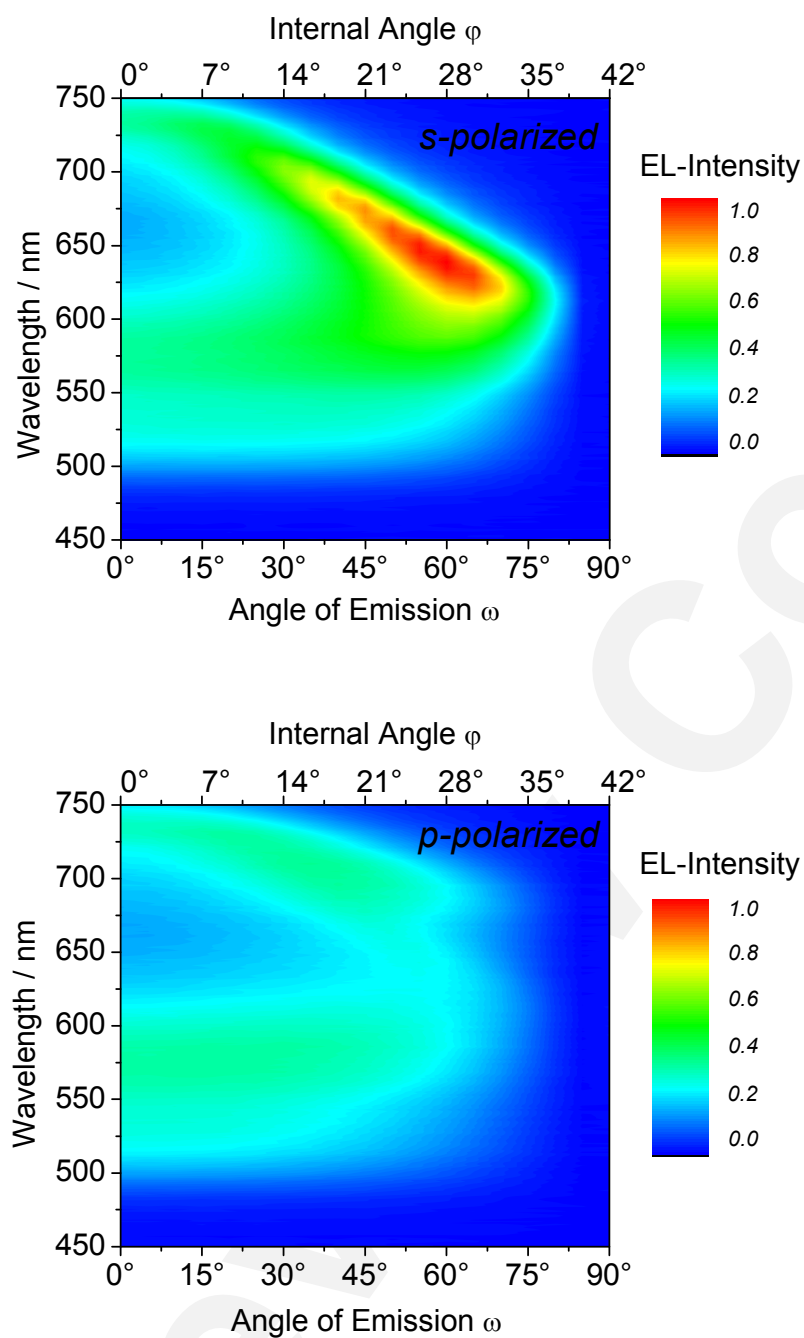 Internal Angle φ
0° 7° 14° 21° 28° 35° 42°
s-polarized
EL-Intensity
1.0
0.8
0.6
0.4
0.2
0.0
Wavelength / nm
750
700
650
600
550
500
450
0° 15° 30° 45° 60° 75° 90°
Angle of Emission ω
Internal Angle φ
0° 7° 14° 21° 28° 35° 42°
p-polarized
EL-Intensity
1.0
0.8
0.6
0.4
0.2
0.0
Wavelength / nm
750
700
650
600
550
500
450
0° 15° 30° 45° 60° 75° 90°
Angle of Emission ω